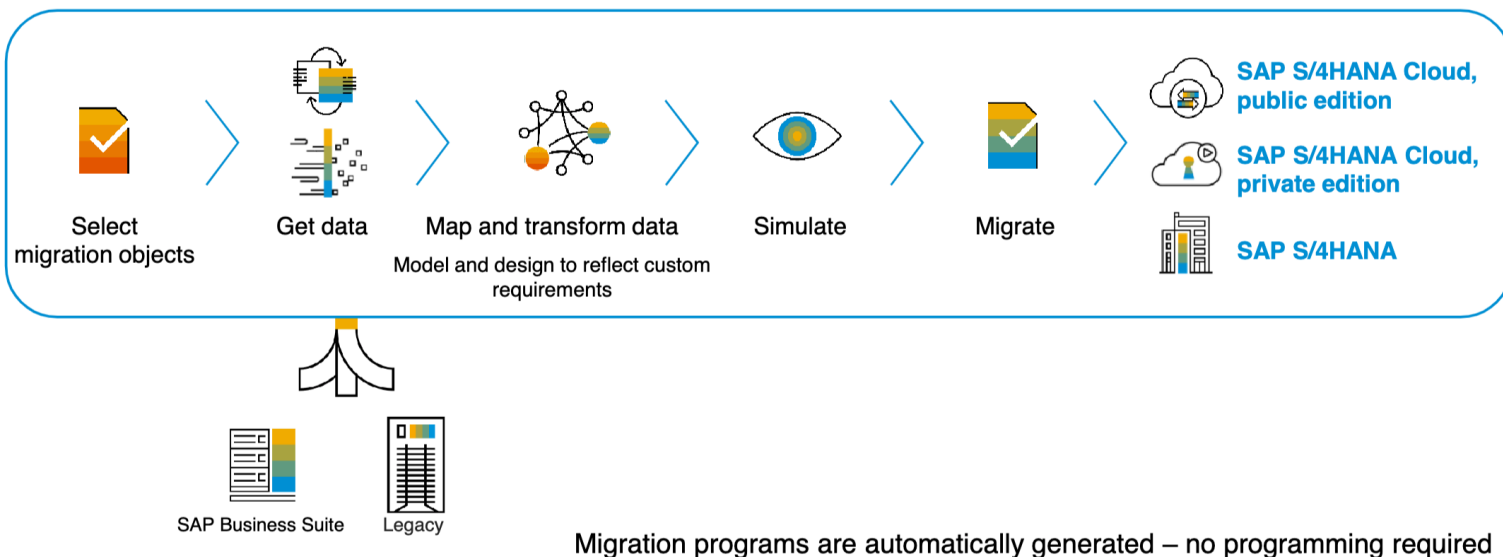 Select
migration objects
Get data
Map and transform data
Model and design to reflect custom
requirements
Simulate
Migrate
SAP S/4HANA Cloud,
public edition
SAP S/4HANA Cloud,
private edition
SAP S/4HANA
SAP Business Suite
Legacy
Migration programs are automatically generated – no programming required